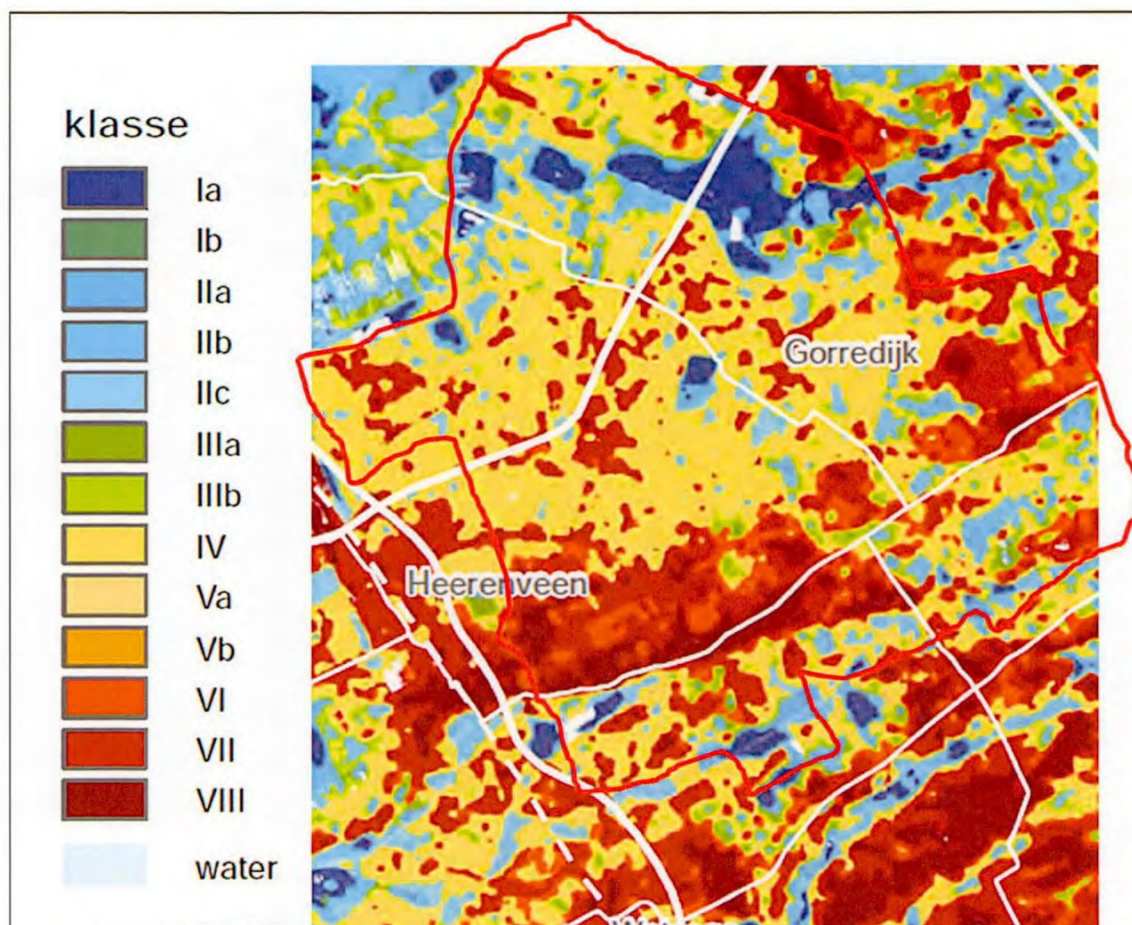 klasse
Ia
Ib
IIa
IIb
IIc
IIIa
IIIb
IV
Va
Vb
VI
VII
VIII
water
Gorredijk
Heerenveen